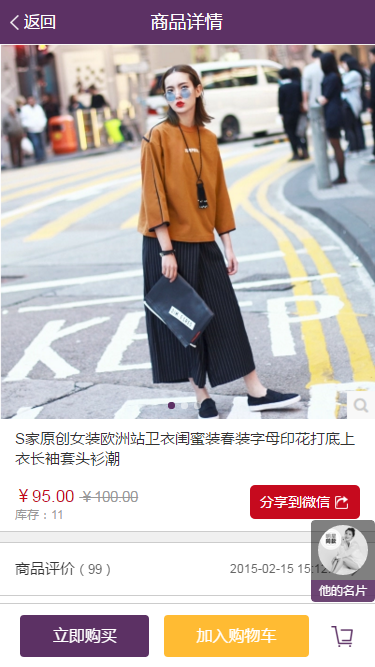 返回
商品详情
KEEP
S家原创女装欧洲站卫衣闺蜜装春装字母印花打底上
衣长袖套头衫潮
￥95.00 ￥100.00
分享到微信
库存：11
商品评价 ( 99 )
2015-02-15 15:12
他的名片
立即购买
加入购物车